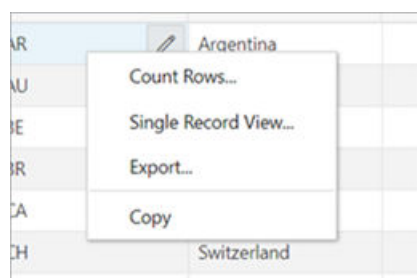 AR Argentina
Count Rows...
AU
Single Record View...
BE
Export...
BR
CA
Copy
CH Switzerland